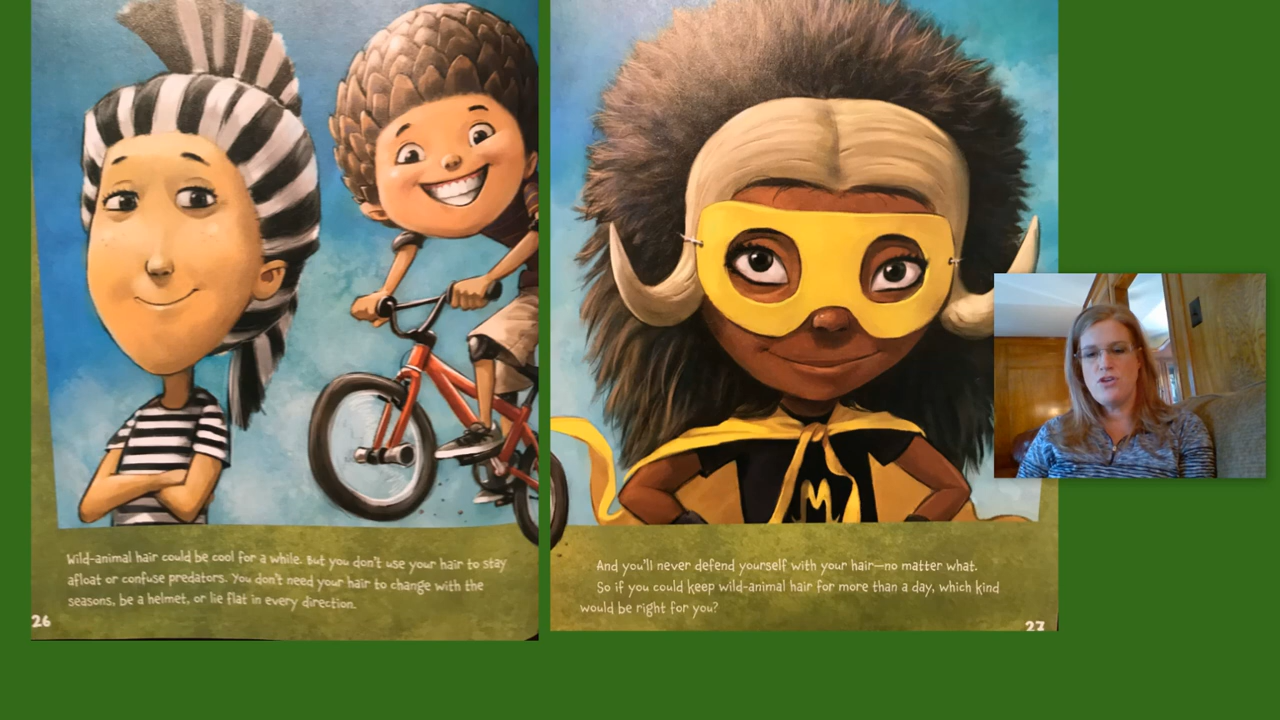 Wild-animal hair could be cool for a while. But you don't use your hair to stay
afloat or confuse predators. You don't need your hair to change with the
seasons, be a helmet, or lie flat in every direction.
26
M
And you'll never defend yourself with your hair—no matter what.
So if you could keep wild-animal hair for more than a day, which kind
would be right for you?
27